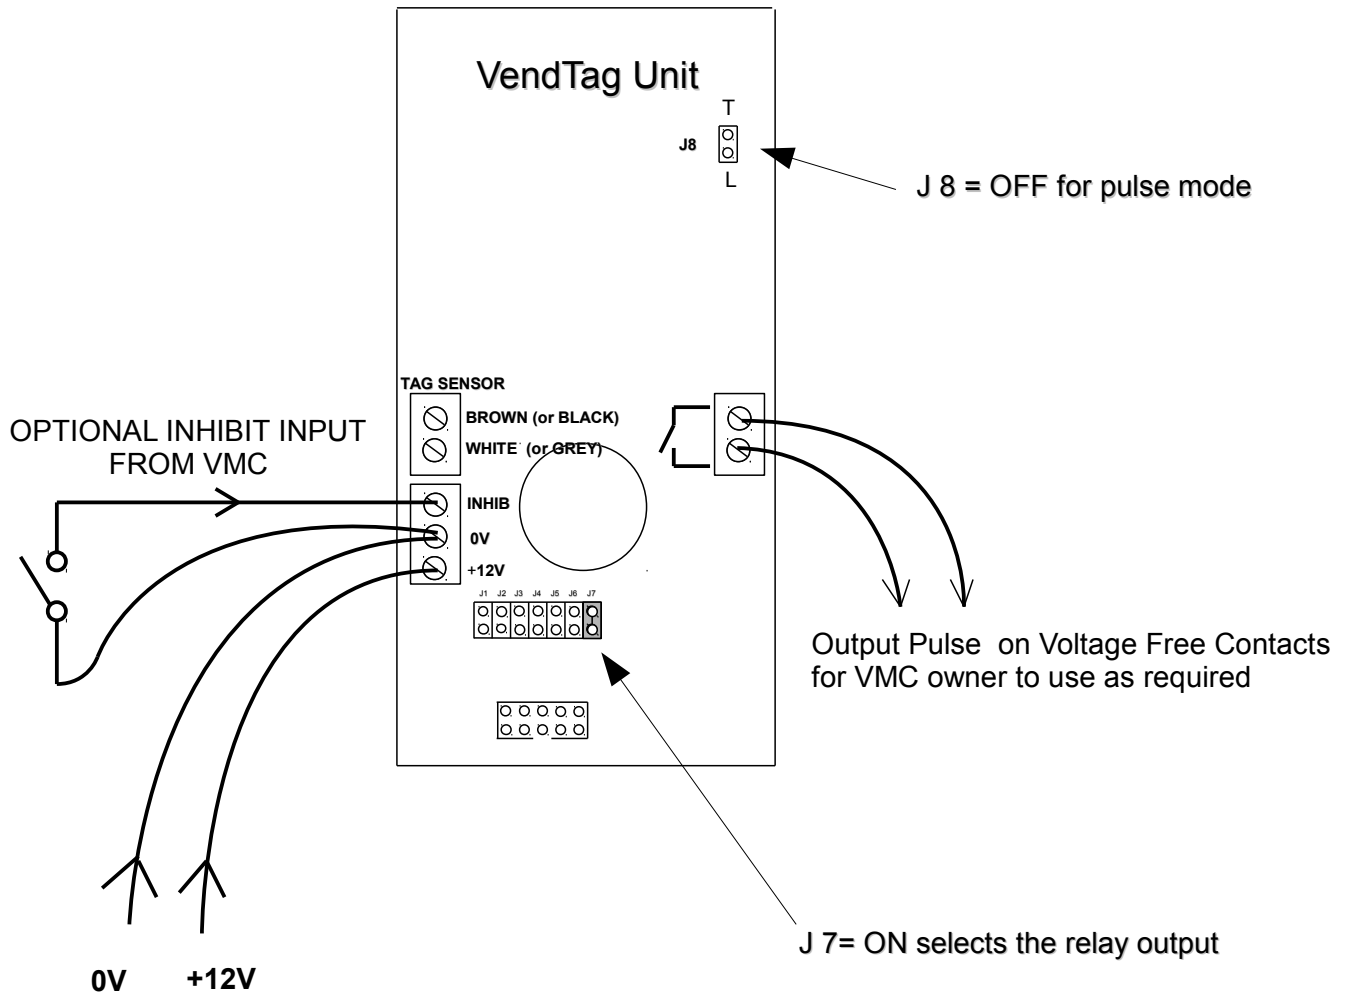 VendTag Unit
T
J8
L
J 8 = OFF for pulse mode
TAG SENSOR
BROWN (or BLACK)
WHITE (or GREY)
OPTIONAL INHIBIT INPUT
FROM VMC
INHIB
0V
+12V
J1 J2 J3 J4 J5 J6 J7
Output Pulse on Voltage Free Contacts
for VMC owner to use as required
J 7= ON selects the relay output
0V +12V